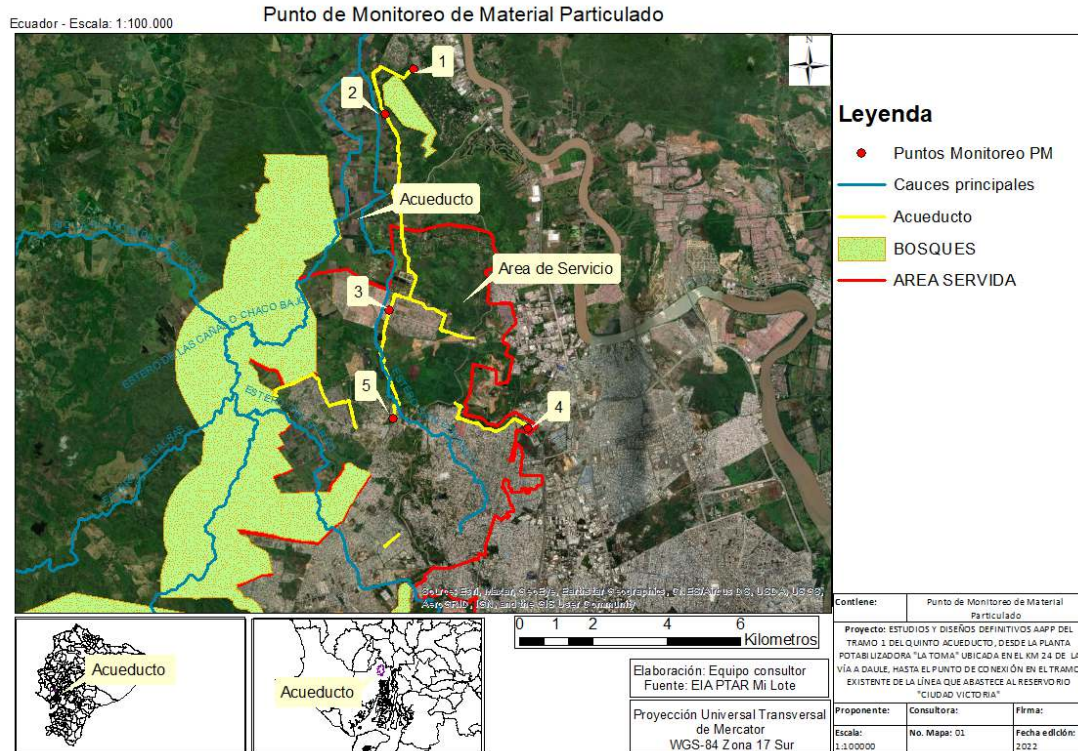 Ecuador - Escala: 1:100.000
Punto de Monitoreo de Material Particulado
N
1
2
Acueducto
Area de Servicio
3
ESTERO DE LAS CAÑAS O CHACO BAJ
5
4
Leyenda
Puntos Monitoreo PM
Cauces principales
Acueducto
BOSQUES
AREA SERVIDA
Acueducto
Acueducto
0 1 2 4 6
Kilometros
Elaboración: Equipo consultor
Fuente: EIA PTAR Mi Lote
Proyección Universal Transversal
de Mercator
WGS-84 Zona 17 Sur
Contiene:
Punto de Monitoreo de Material
Particulado
Proyecto: ESTUDIOS Y DISEÑOS DEFINITIVOS AAPP DEL
TRAMO 1 DEL QUINTO ACUEDUCTO, DESDE LA PLANTA
POTABILIZADORA "LA TOMA" UBICADA EN EL KM 24 DE LA
VÍA A DAULE, HASTA EL PUNTO DE CONEXIÓN EN EL TRAMO
EXISTENTE DE LA LÍNEA QUE ABASTECE AL RESERVORIO
"CIUDAD VICTORIA"
Proponente:
Consultora:
Firma:
Escala:
1:100000
No. Mapa: 01
Fecha edición:
2022